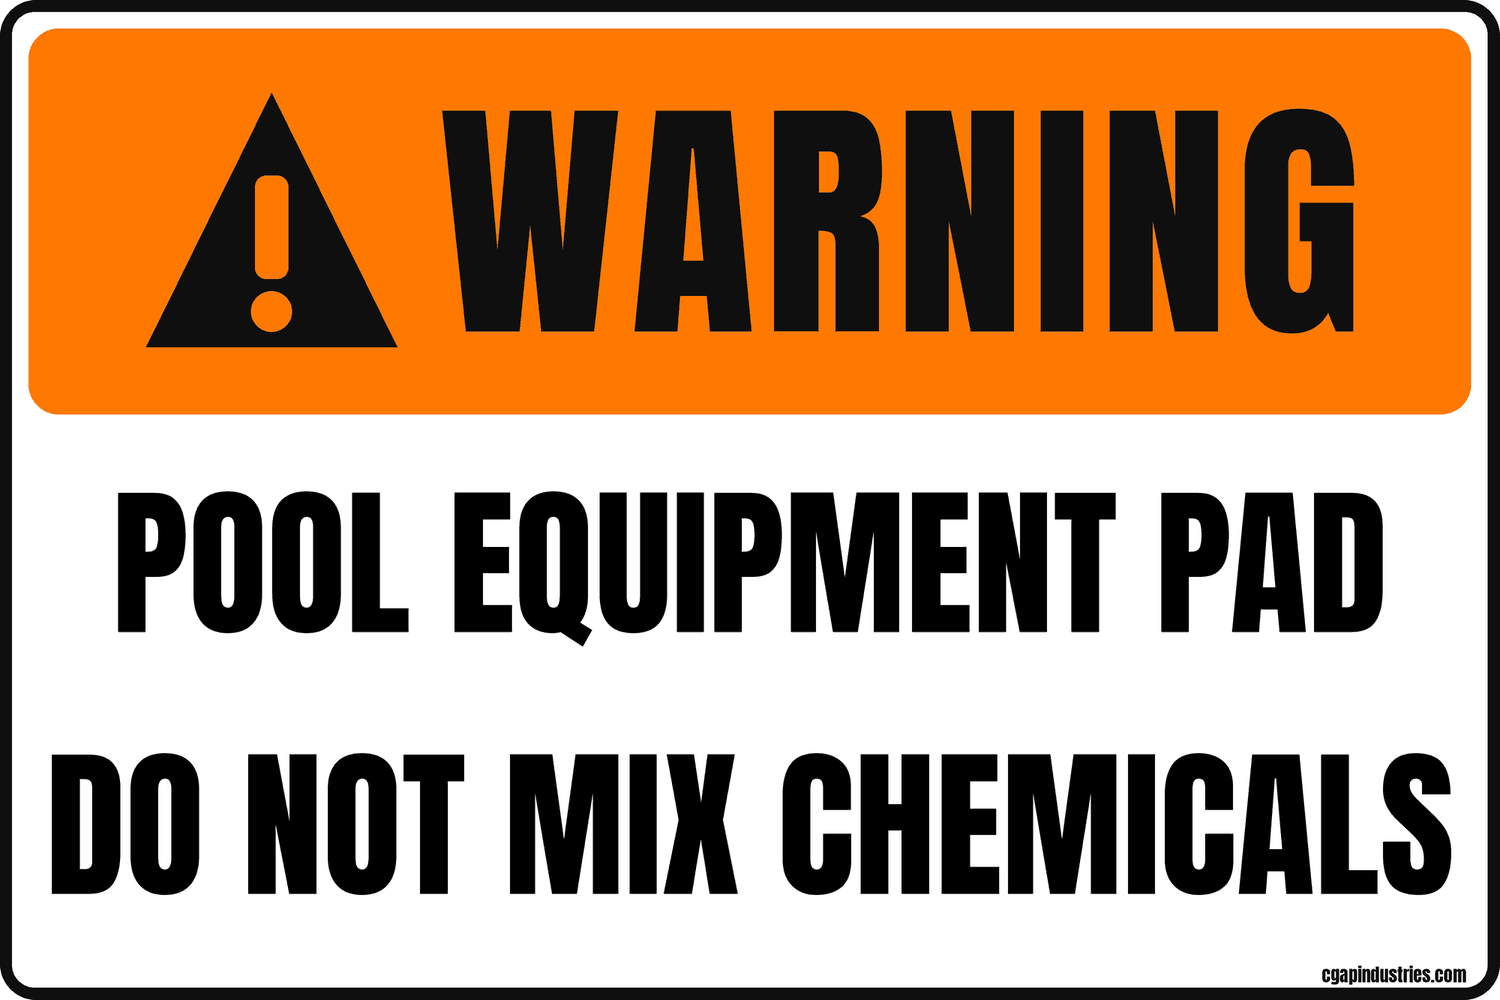 WARNING
POOL EQUIPMENT PAD
DO NOT MIX CHEMICALS
cgapindustries.com